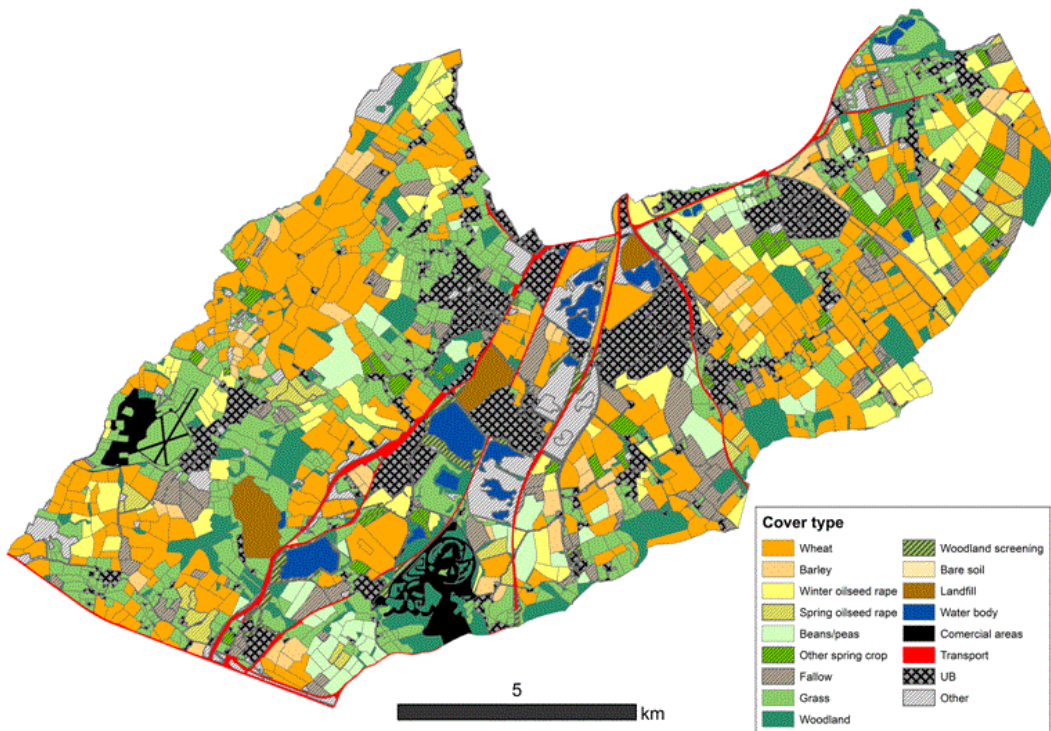 Cover type
Wheat
Barley
Winter oilseed rape
Spring oilseed rape
Beans/peas
Other spring crop
Fallow
Grass
Woodland
Woodland screening
Bare soil
Landfill
Water body
Comercial areas
Transport
UB
Other
5
km